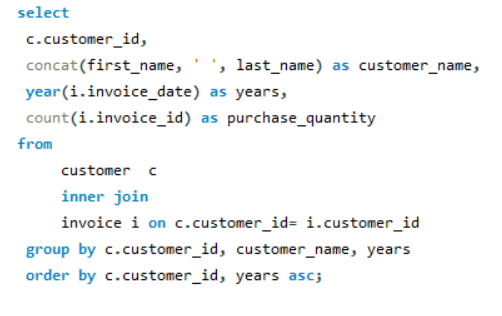 select
c.customer_id,
concat(first_name, ' ', last_name) as customer_name,
year(i.invoice_date) as years,
count(i.invoice_id) as purchase_quantity
from
customer  c
inner join
invoice i on c.customer_id= i.customer_id
group by c.customer_id, customer_name, years
order by c.customer_id, years asc;